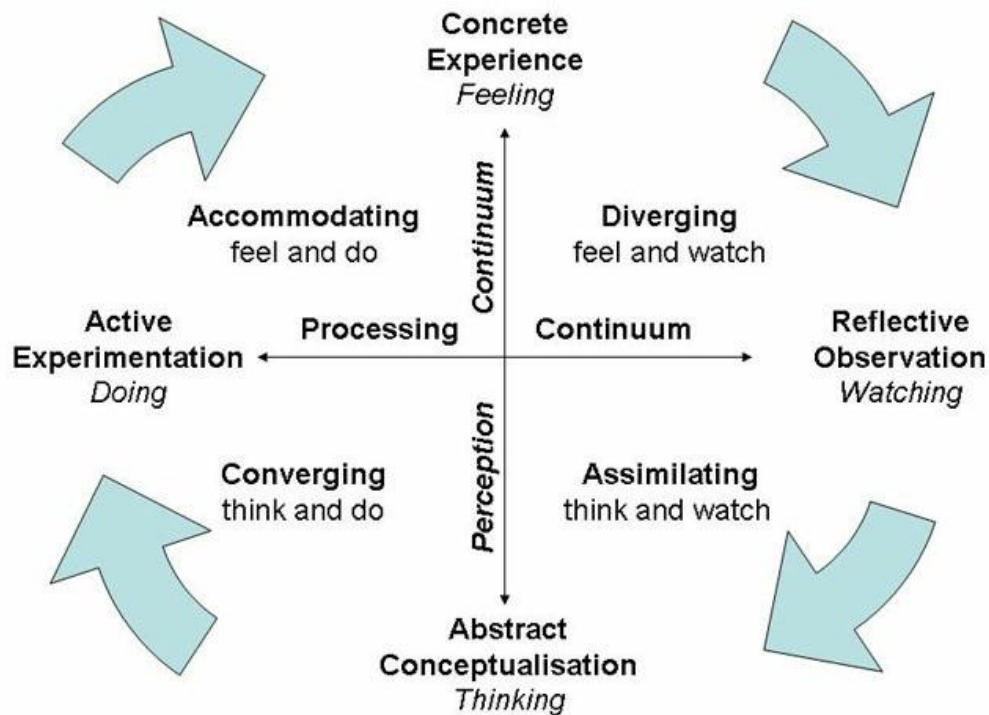 Concrete
Experience
Feeling
Accommodating
feel and do
Continuum
Diverging
feel and watch
Active
Experimentation
Doing
Processing
Continuum
Reflective
Observation
Watching
Converging
think and do
Perception
Assimilating
think and watch
Abstract
Conceptualisation
Thinking